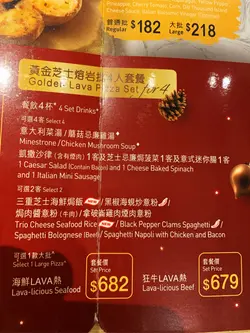 普通批
Regular $182 大批
Large $218
黃金芝士熔岩批4人套餐
Golden Lava Pizza Set for 4
餐飲4杯* 4 Set Drinks*
可選4客 Select 4
意大利菜湯 / 蘑菇忌廉雞湯
Minestrone / Chicken Mushroom Soup
凱撒沙律 (含有煙肉) 1客及芝士忌廉焗菠菜1客及意式迷你腸1客
1 Caesar Salad (Contain Bacon) and 1 Cheese Baked Spinach
and 1 Italian Mini Sausage
可選2客 Select 2
三重芝士海鮮飯 / 黑椒海蜆炒意粉
焗肉醬意粉 (牛肉) / 拿破崙雞肉煙肉意粉
Trio Cheese Seafood Rice / Black Pepper Clams Spaghetti
Spaghetti Bolognese (Beef) / Spaghetti Napoli with Chicken and Bacon
可選1款大批
Select 1 Large Pizza
海鮮LAVA熱
Lava-licious Seafood
套餐價
Set Price
$682
狂牛LAVA熱
Lava-licious Beef
套餐價
Set Price
$679